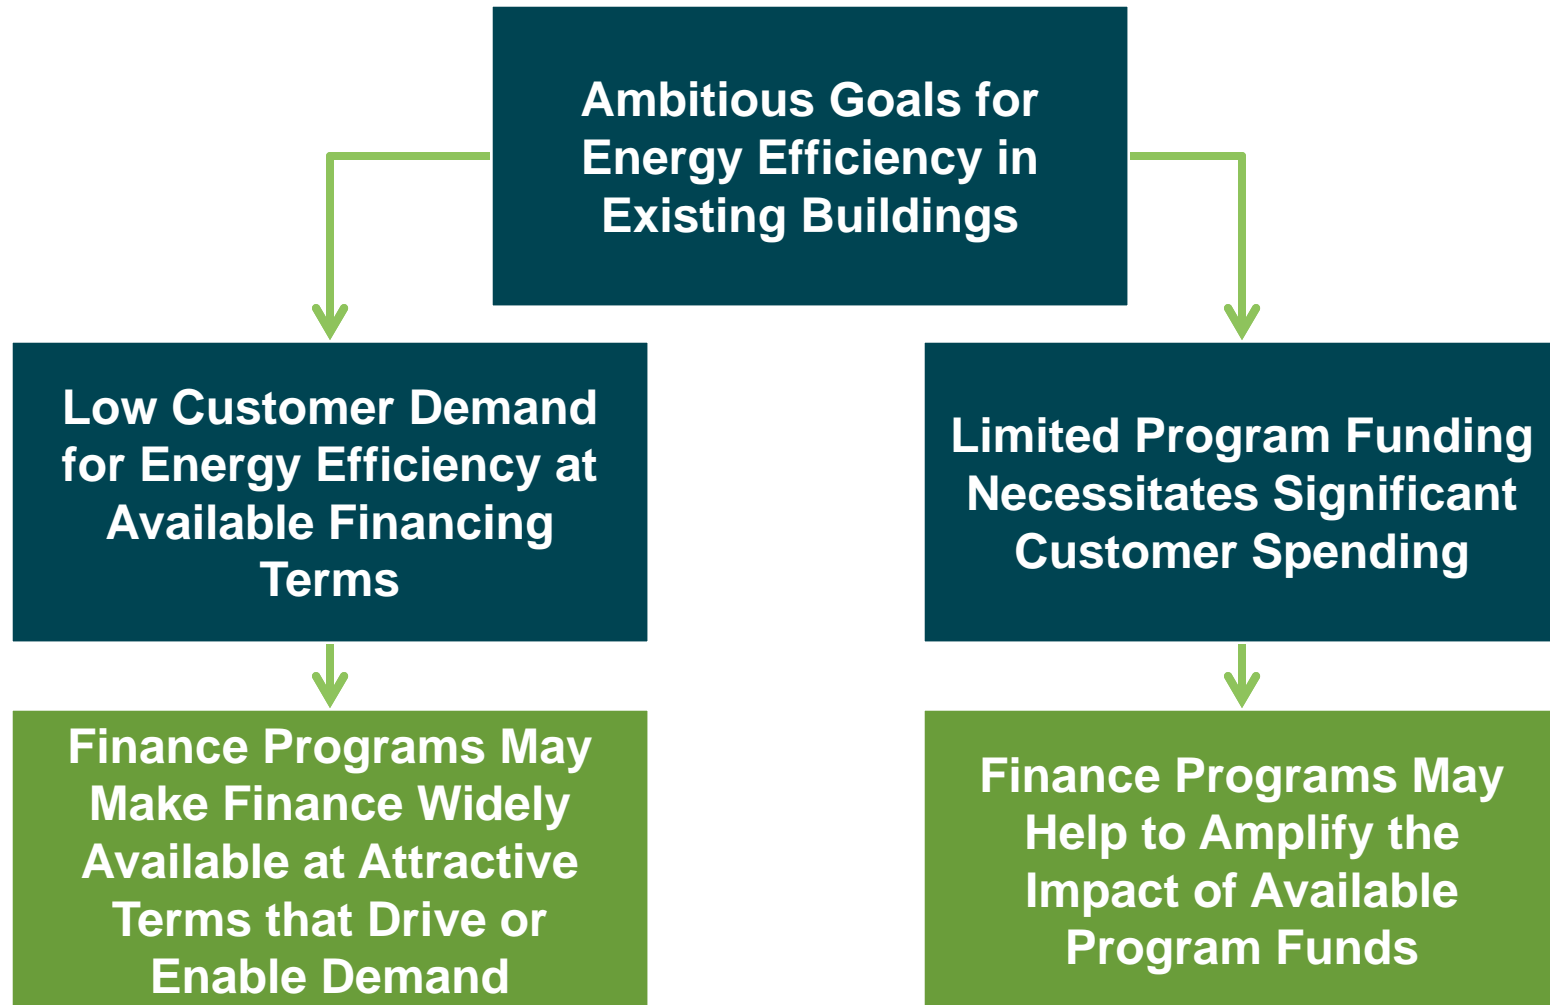 Ambitious Goals for
Energy Efficiency in
Existing Buildings
Low Customer Demand
for Energy Efficiency at
Available Financing
Terms
Limited Program Funding
Necessitates Significant
Customer Spending
Finance Programs May
Make Finance Widely
Available at Attractive
Terms that Drive or
Enable Demand
Finance Programs May
Help to Amplify the
Impact of Available
Program Funds